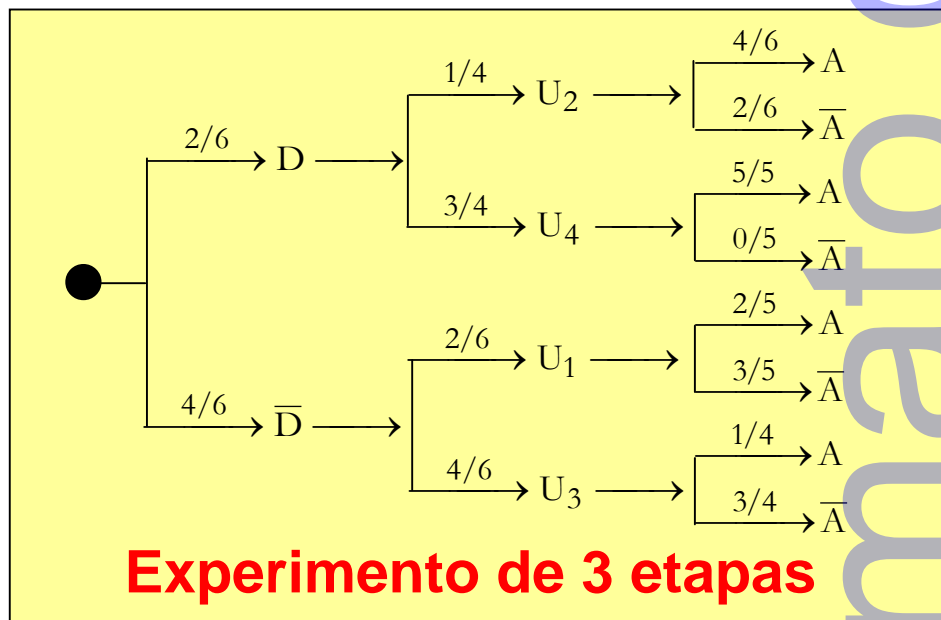 4/6 A
1/4 U₂
2/6 A̅
2/6 D
5/5 A
3/4 U₄
0/5 A̅
2/5 A
2/6 U₁
3/5 A̅
4/6 D̅
1/4 A
4/6 U₃
3/4 A̅
Experimento de 3 etapas
mato